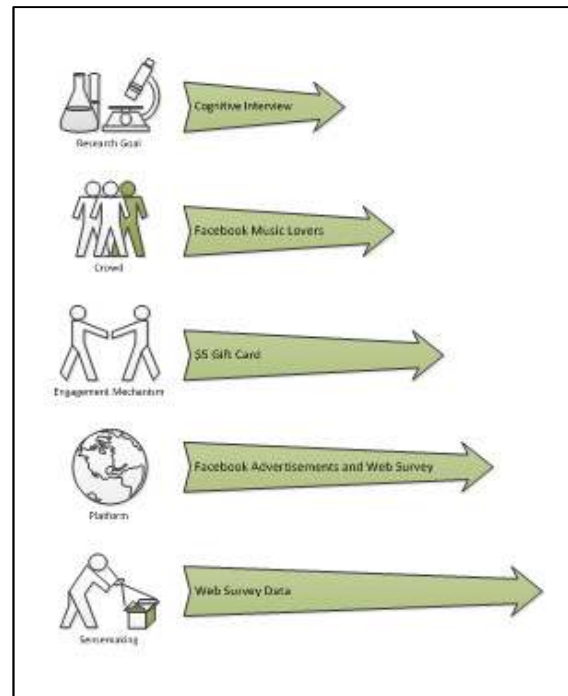 Cognitive Interview
Research Goal
Facebook Music Lovers
Crowd
$5 Gift Card
Engagement Mechanism
Facebook Advertisements and Web Survey
Platform
Web Survey Data
Sensemaking